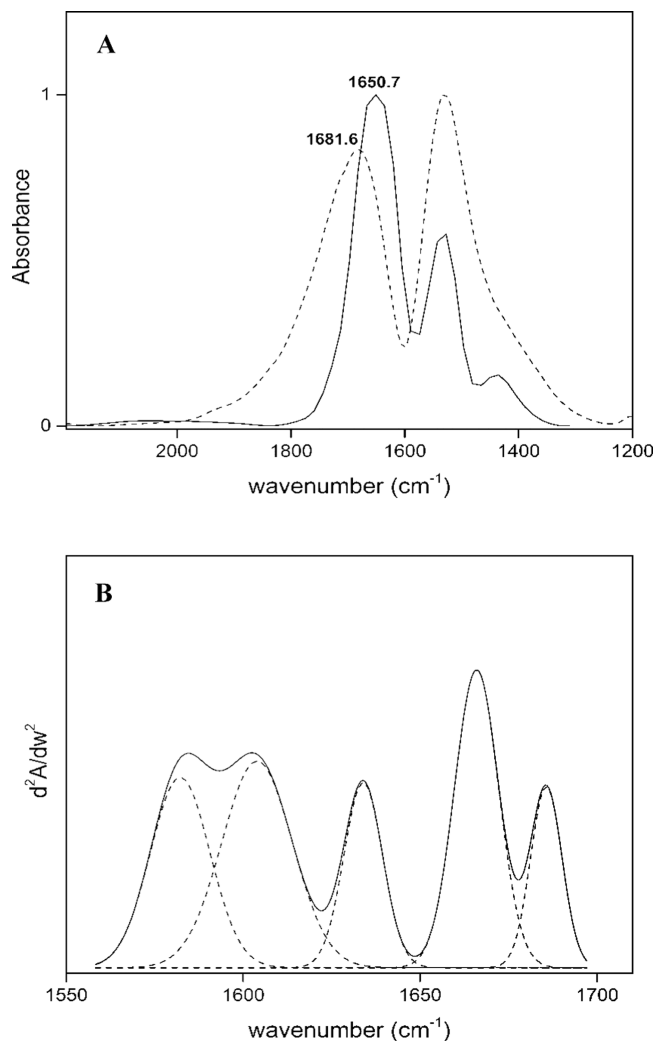 A
1650.7
1681.6
1
Absorbance
0
2000 1800 1600 1400 1200
wavenumber (cm⁻¹)
B
d²A/dw²
1550 1600 1650 1700
wavenumber (cm⁻¹)